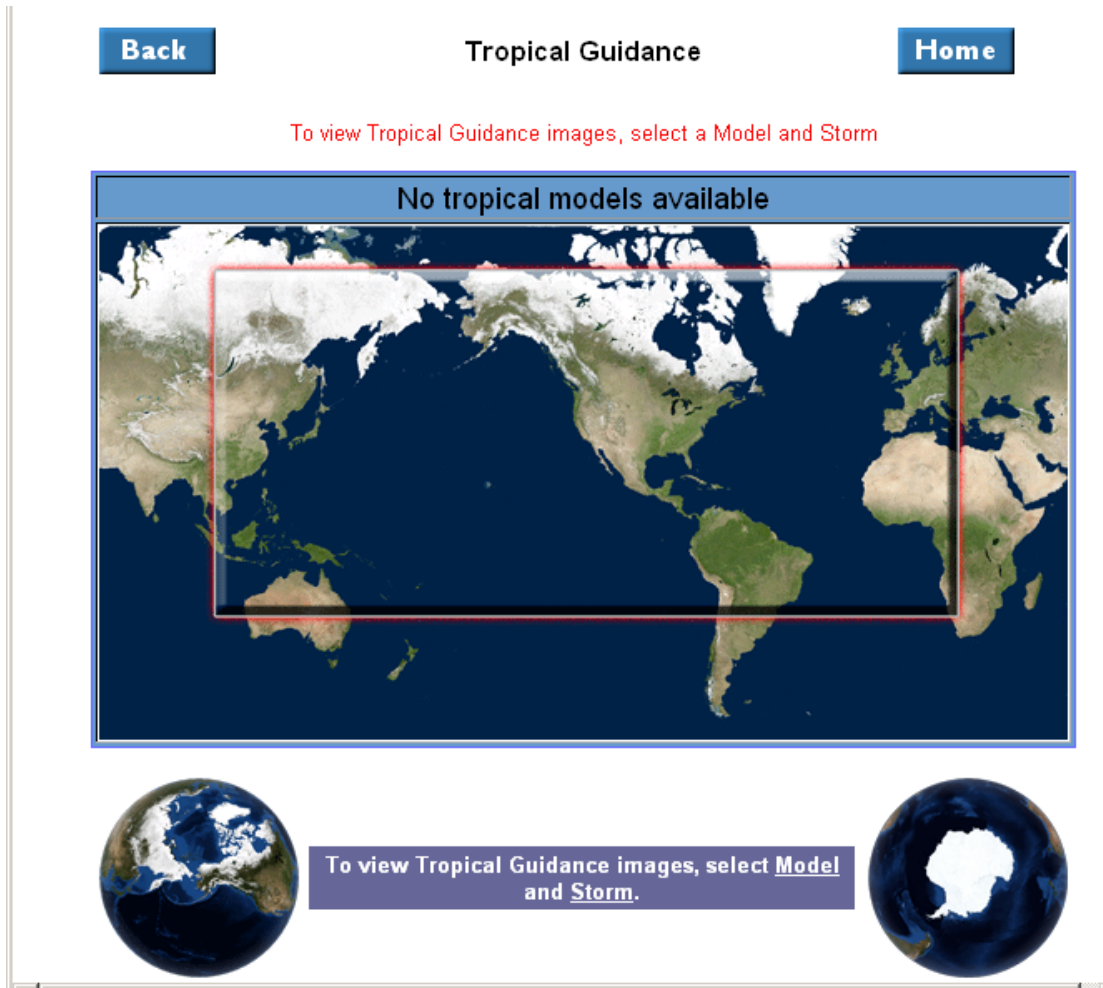 Back
Tropical Guidance
Home
To view Tropical Guidance images, select a Model and Storm
No tropical models available
To view Tropical Guidance images, select Model
and Storm.